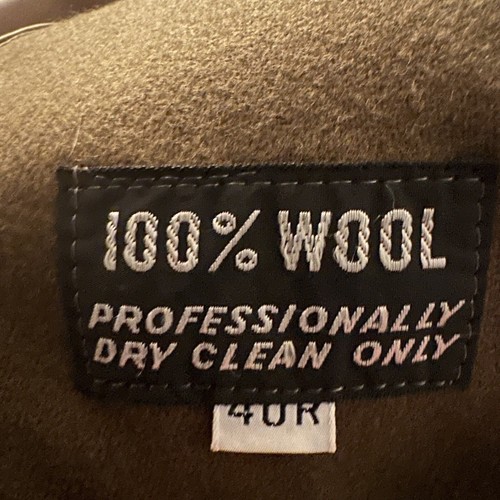 100% WOOL
PROFESSIONALLY
DRY CLEAN ONLY
40R